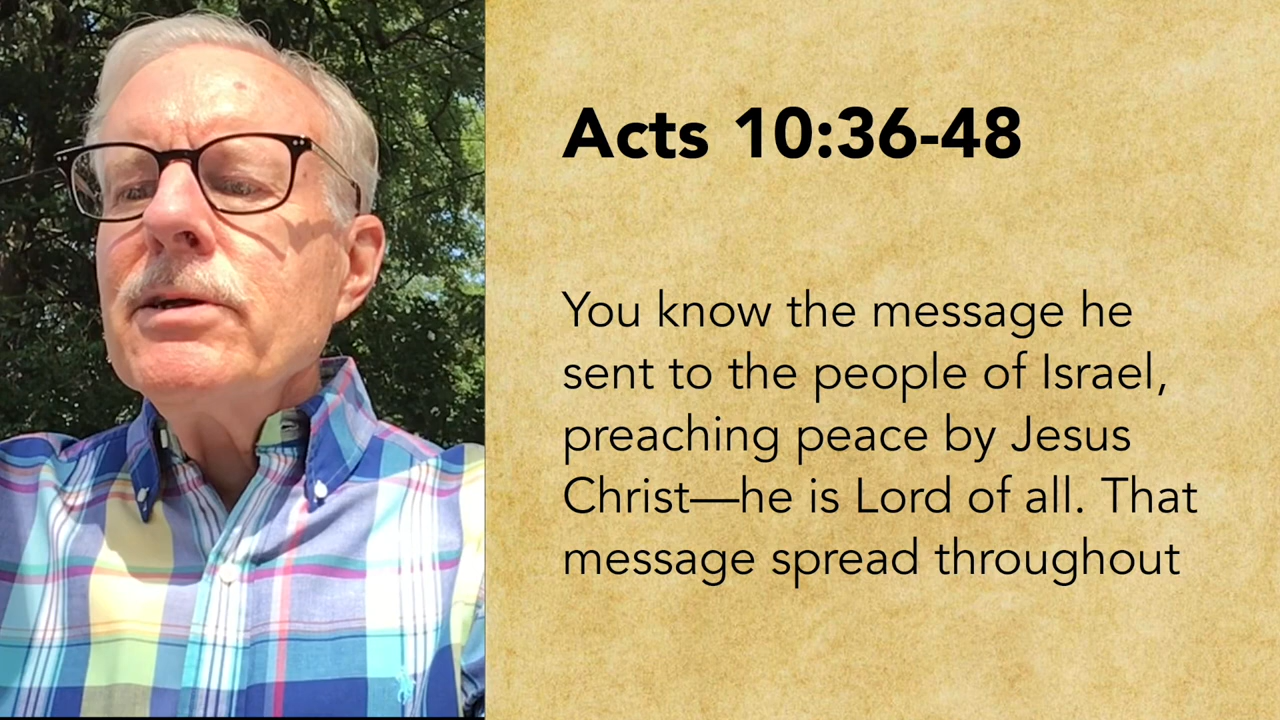 Acts 10:36-48
You know the message he
sent to the people of Israel,
preaching peace by Jesus
Christ—he is Lord of all. That
message spread throughout